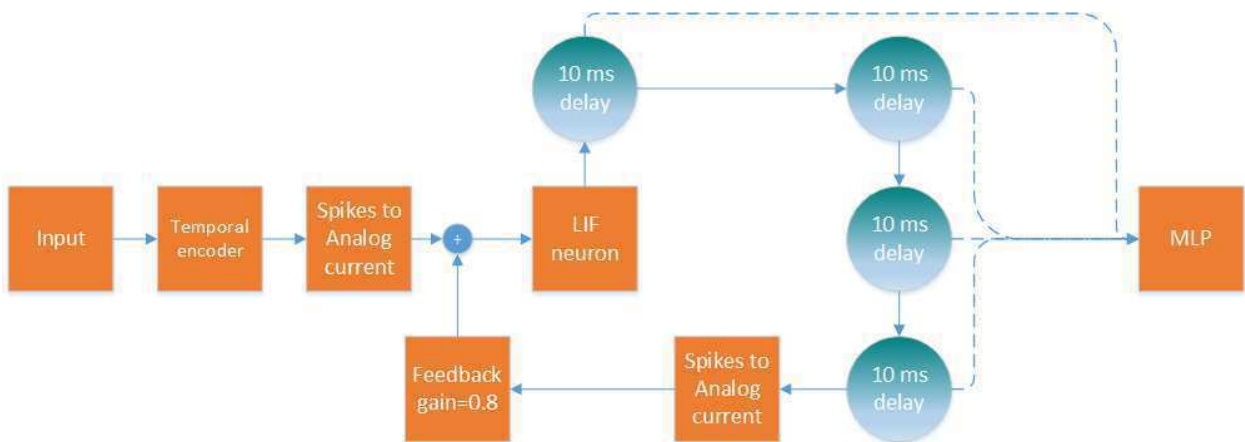 10 ms
delay
10 ms
delay
Input
Temporal
encoder
Spikes to
Analog
current
+
LIF
neuron
10 ms
delay
MLP
Feedback
gain=0.8
Spikes to
Analog
current
10 ms
delay